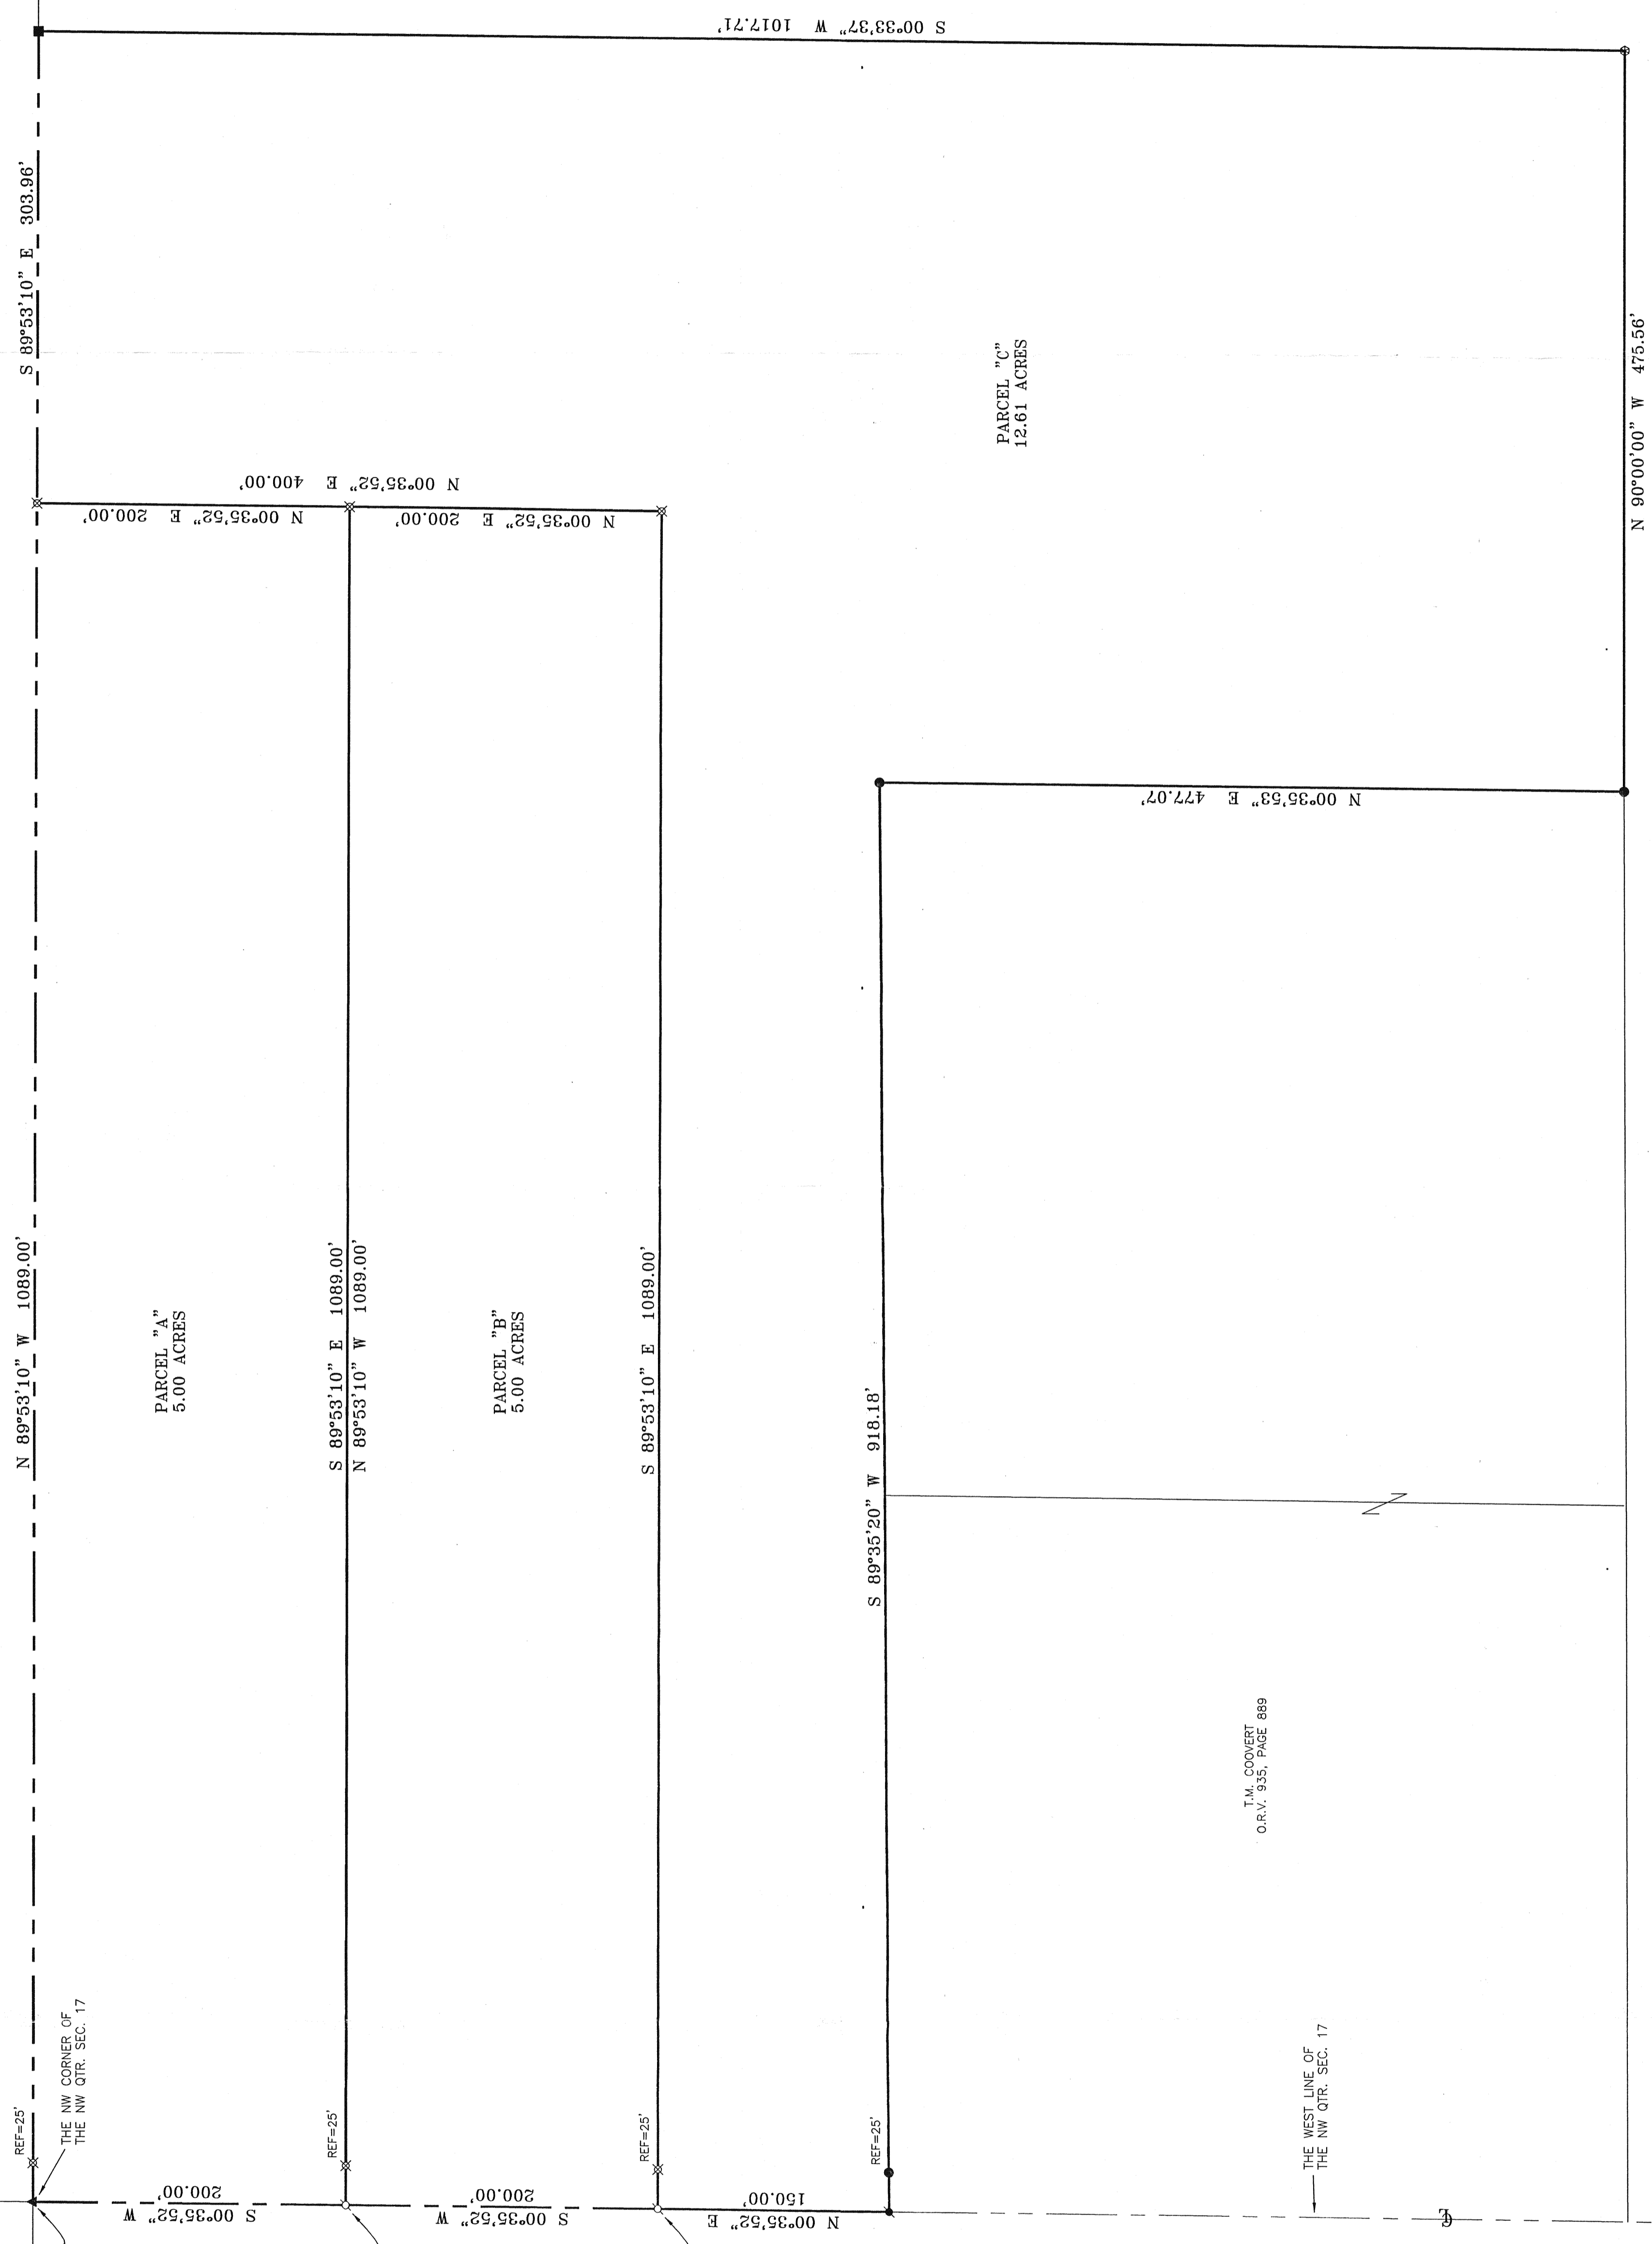 S 00°33'37" W 1017.71'
S 89°53'10" E 303.96'
N 00°35'52" E 400.00'
N 00°35'52" E 200.00'
N 00°35'52" E 200.00'
PARCEL "C"
12.61 ACRES
N 90°00'00" W 475.56'
N 00°35'53" E 477.07'
N 89°53'10" W 1089.00'
PARCEL "A"
5.00 ACRES
S 89°53'10" E 1089.00'
N 89°53'10" W 1089.00'
PARCEL "B"
5.00 ACRES
S 89°53'10" E 1089.00'
S 89°35'20" W 918.18'
T.M. COOVERT
O.R.V. 935, PAGE 889
REF=25'
THE NW CORNER OF
THE NW QTR. SEC. 17
REF=25'
REF=25'
REF=25'
THE WEST LINE OF
THE NW QTR. SEC. 17
200.00'
S 00°35'52" W
200.00'
S 00°35'52" W
150.00'
N 00°35'52" E
℄